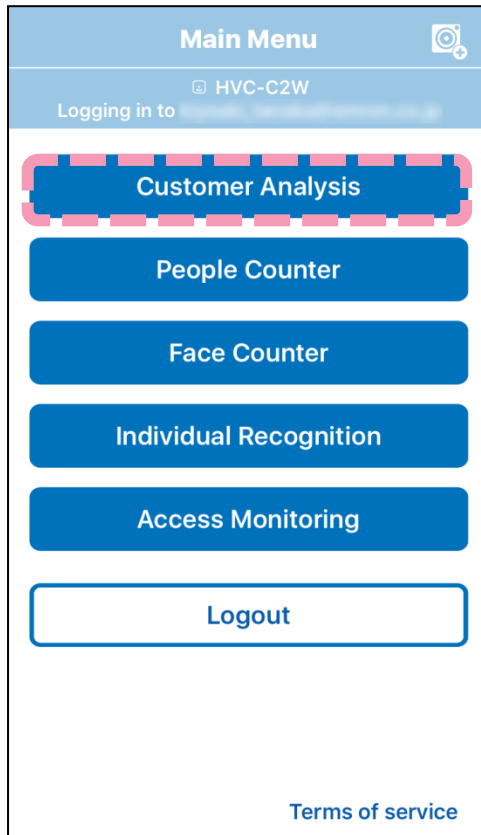 Main Menu
HVC-C2W
Logging in to
Customer Analysis
People Counter
Face Counter
Individual Recognition
Access Monitoring
Logout
Terms of service